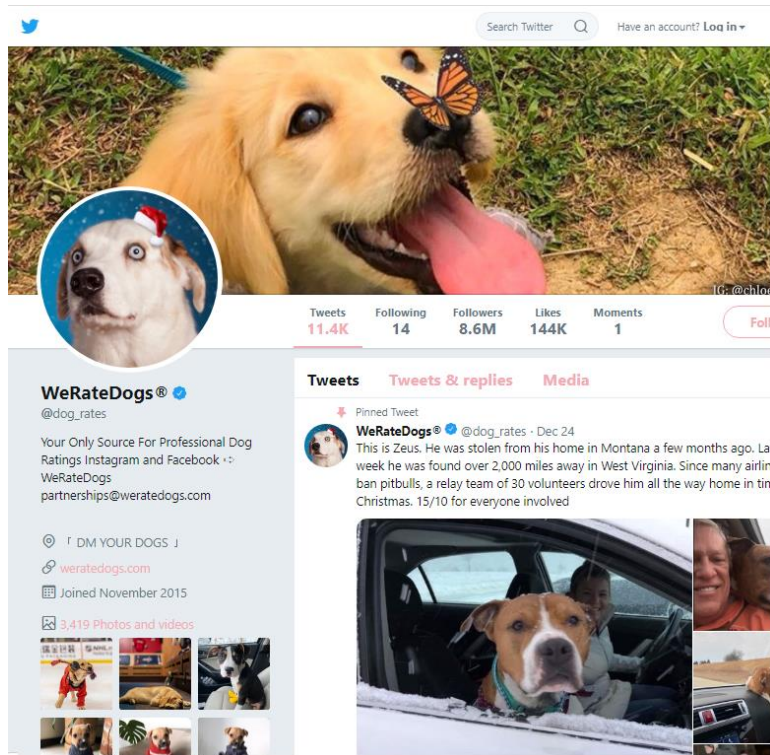 Search Twitter
Have an account? Log in
IG: @chloe
Tweets
11.4K
Following
14
Followers
8.6M
Likes
144K
Moments
1
Foll
WeRateDogs®
@dog_rates
Your Only Source For Professional Dog
Ratings Instagram and Facebook ➪
WeRateDogs
partnerships@weratedogs.com
「 DM YOUR DOGS 」
weratedogs.com
Joined November 2015
3,419 Photos and videos
Tweets Tweets & replies Media
Pinned Tweet
WeRateDogs® @dog_rates · Dec 24
This is Zeus. He was stolen from his home in Montana a few months ago. La
week he was found over 2,000 miles away in West Virginia. Since many airlin
ban pitbulls, a relay team of 30 volunteers drove him all the way home in tim
Christmas. 15/10 for everyone involved